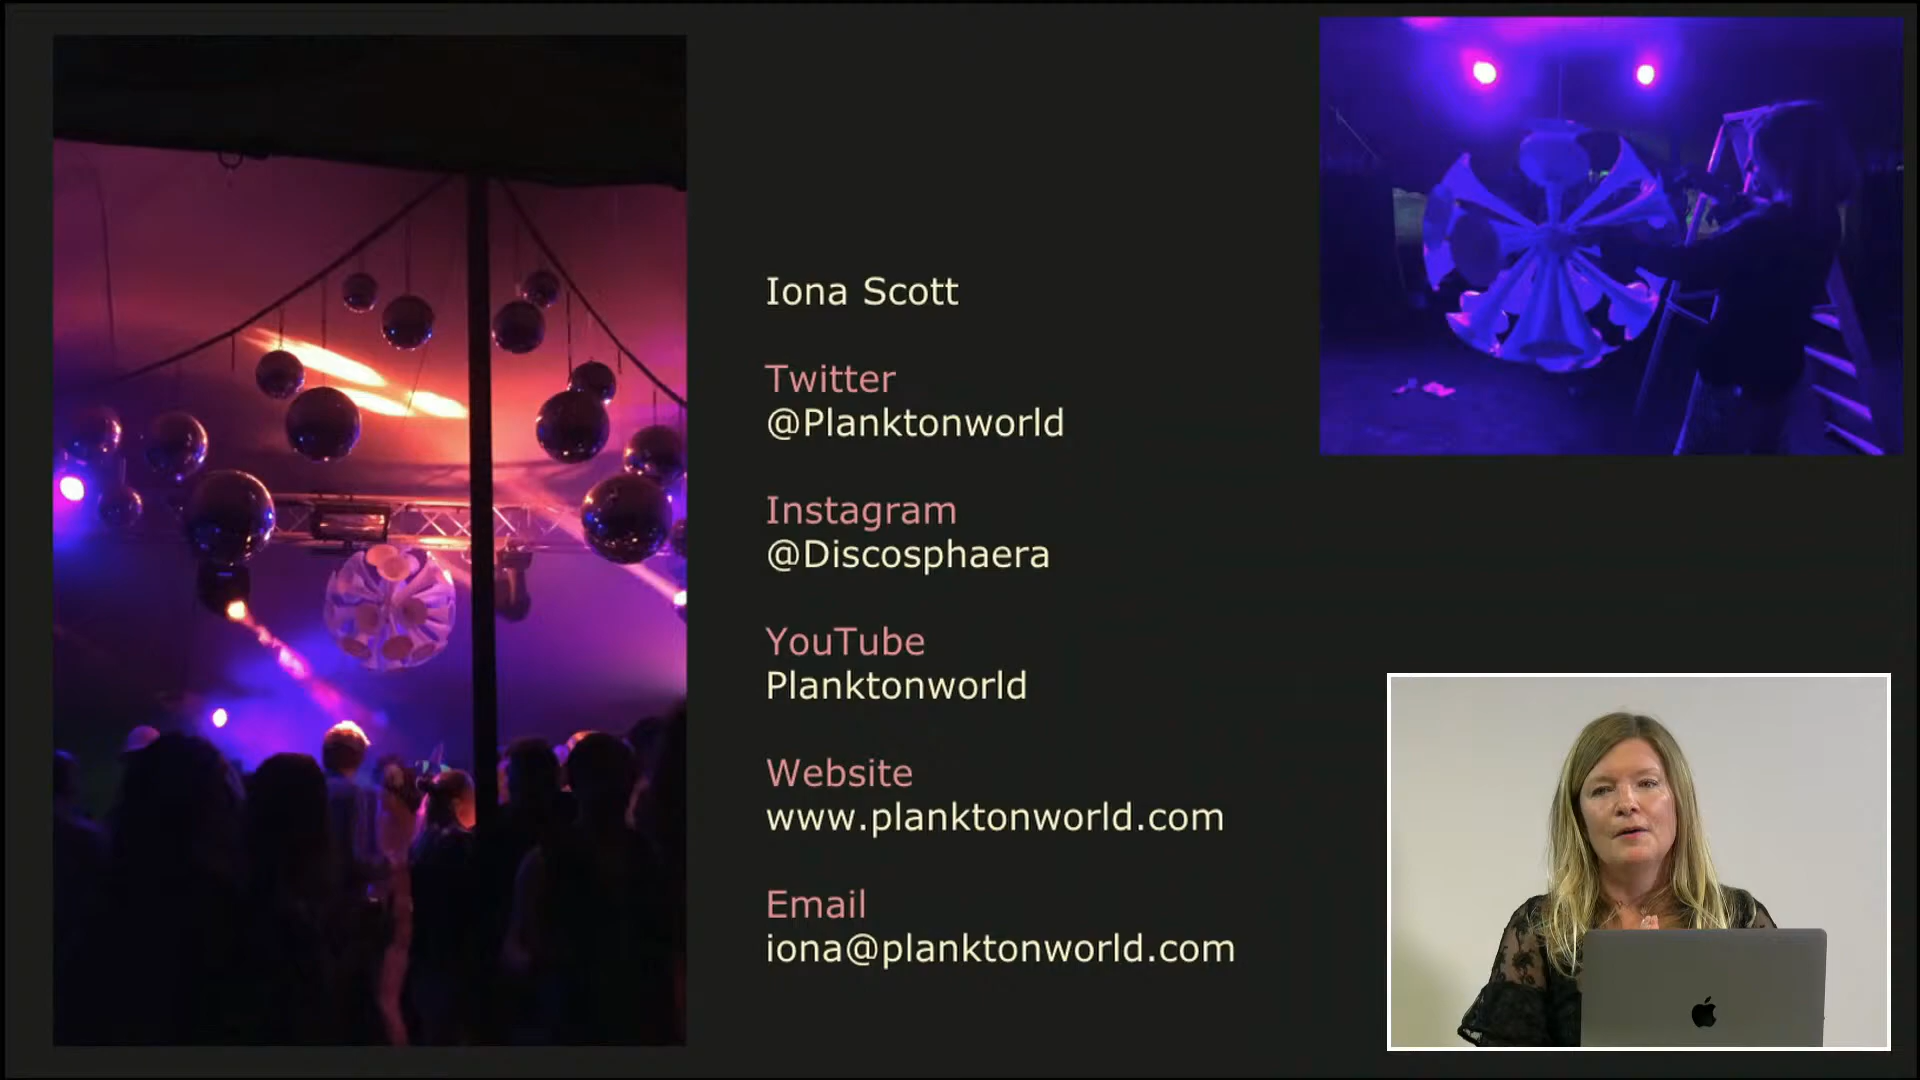 Iona Scott
Twitter
@Planktonworld
Instagram
@Discosphaera
YouTube
Planktonworld
Website
www.planktonworld.com
Email
iona@planktonworld.com